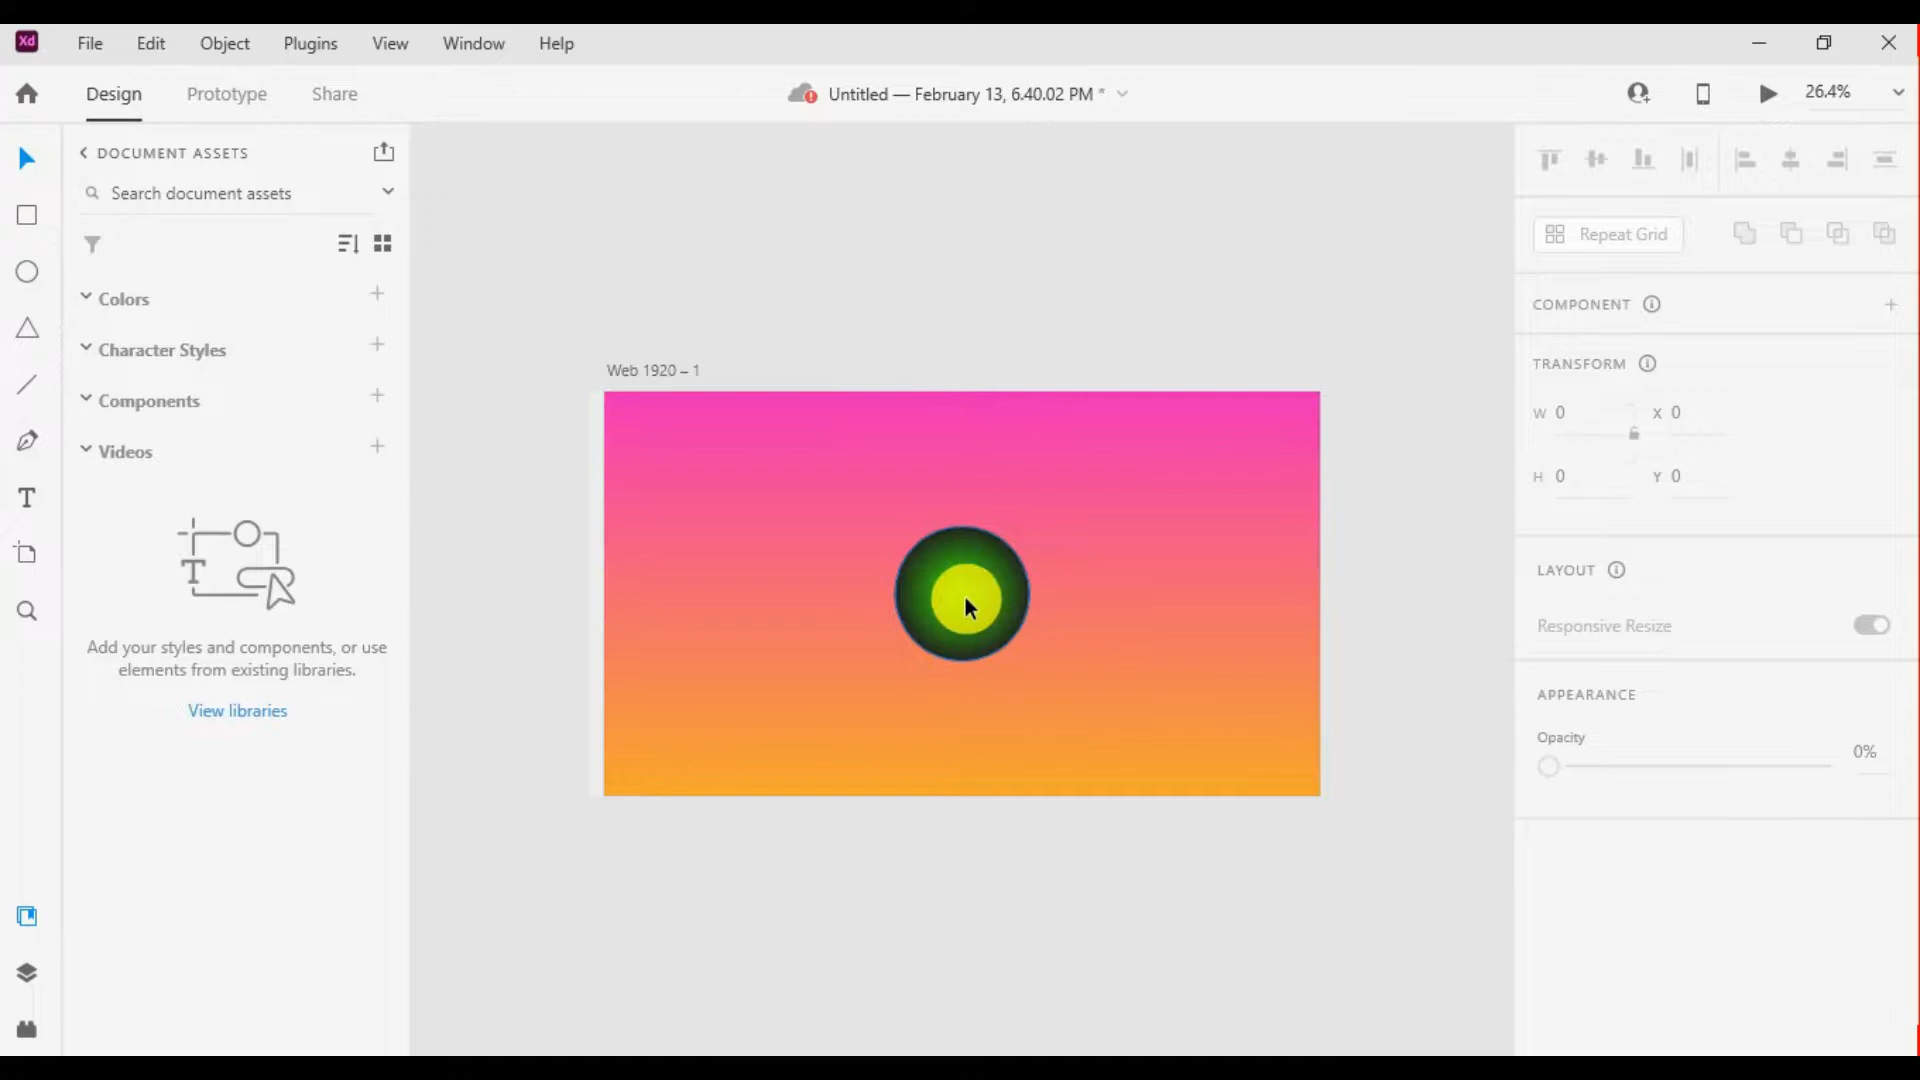 Xd File Edit Object Plugins View Window Help
Design Prototype Share Untitled — February 13, 6.40.02 PM * 26.4%
DOCUMENT ASSETS
Search document assets
Colors
Character Styles
Components
Videos
T
Add your styles and components, or use
elements from existing libraries.
View libraries
Web 1920 – 1
Repeat Grid
COMPONENT
TRANSFORM
W 0 X 0
H 0 Y 0
LAYOUT
Responsive Resize
APPEARANCE
Opacity
0%